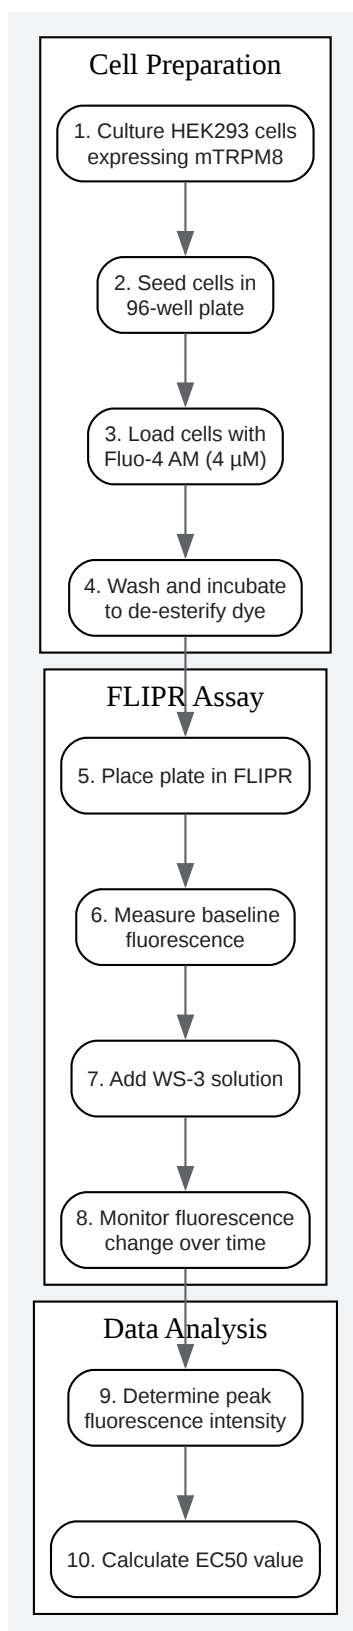 Cell Preparation
1. Culture HEK293 cells
expressing mTRPM8
2. Seed cells in
96-well plate
3. Load cells with
Fluo-4 AM (4 µM)
4. Wash and incubate
to de-esterify dye
FLIPR Assay
5. Place plate in FLIPR
6. Measure baseline
fluorescence
7. Add WS-3 solution
8. Monitor fluorescence
change over time
Data Analysis
9. Determine peak
fluorescence intensity
10. Calculate EC50 value